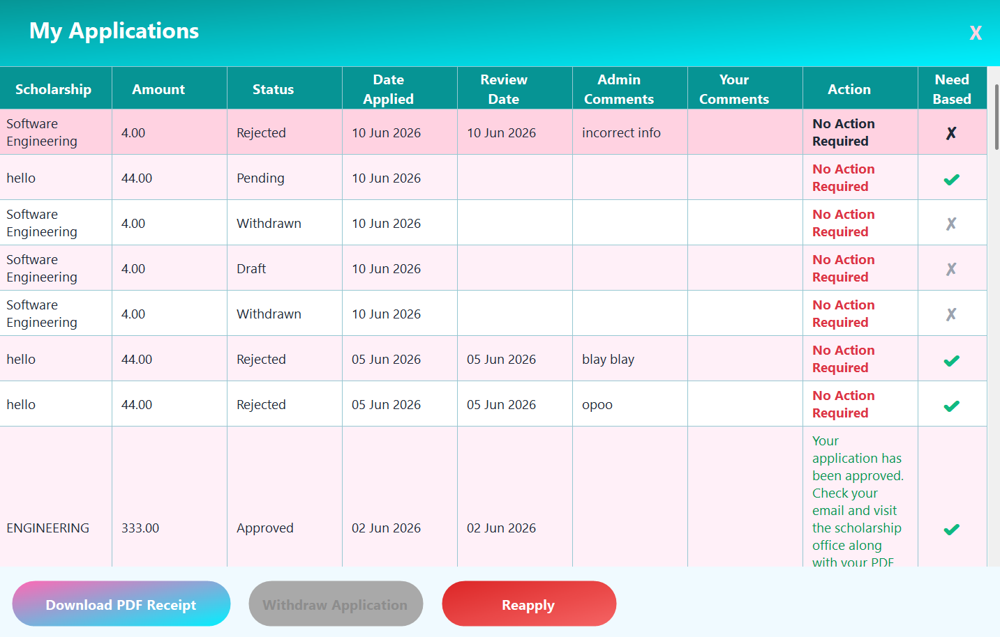 My Applications
X
Scholarship Amount Status Date Applied Review Date Admin Comments Your Comments Action Need Based
Software Engineering 4.00 Rejected 10 Jun 2026 10 Jun 2026 incorrect info No Action Required ✗
hello 44.00 Pending 10 Jun 2026 No Action Required ✔
Software Engineering 4.00 Withdrawn 10 Jun 2026 No Action Required ✗
Software Engineering 4.00 Draft 10 Jun 2026 No Action Required ✗
Software Engineering 4.00 Withdrawn 10 Jun 2026 No Action Required ✗
hello 44.00 Rejected 05 Jun 2026 05 Jun 2026 blay blay No Action Required ✔
hello 44.00 Rejected 05 Jun 2026 05 Jun 2026 opoo No Action Required ✔
ENGINEERING 333.00 Approved 02 Jun 2026 02 Jun 2026 Your application has been approved. Check your email and visit the scholarship office along with your PDF ✔
Download PDF Receipt Withdraw Application Reapply